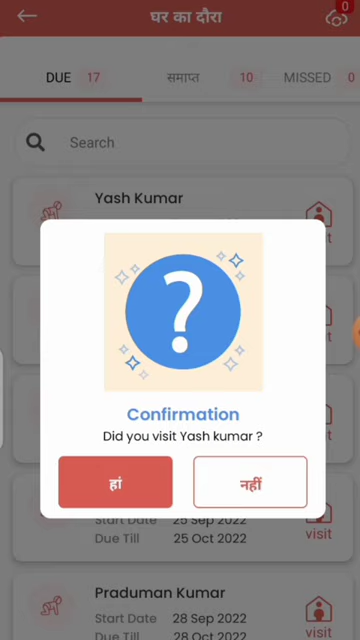 घर का दौरा
0
DUE 17 समाप्त 10 MISSED 0
Search
Yash Kumar
Confirmation
Did you visit Yash kumar ?
हां नहीं
Start Date 25 Sep 2022
Due Till 25 Oct 2022
visit
Praduman Kumar
Start Date 28 Sep 2022
Due Till 28 Oct 2022
visit